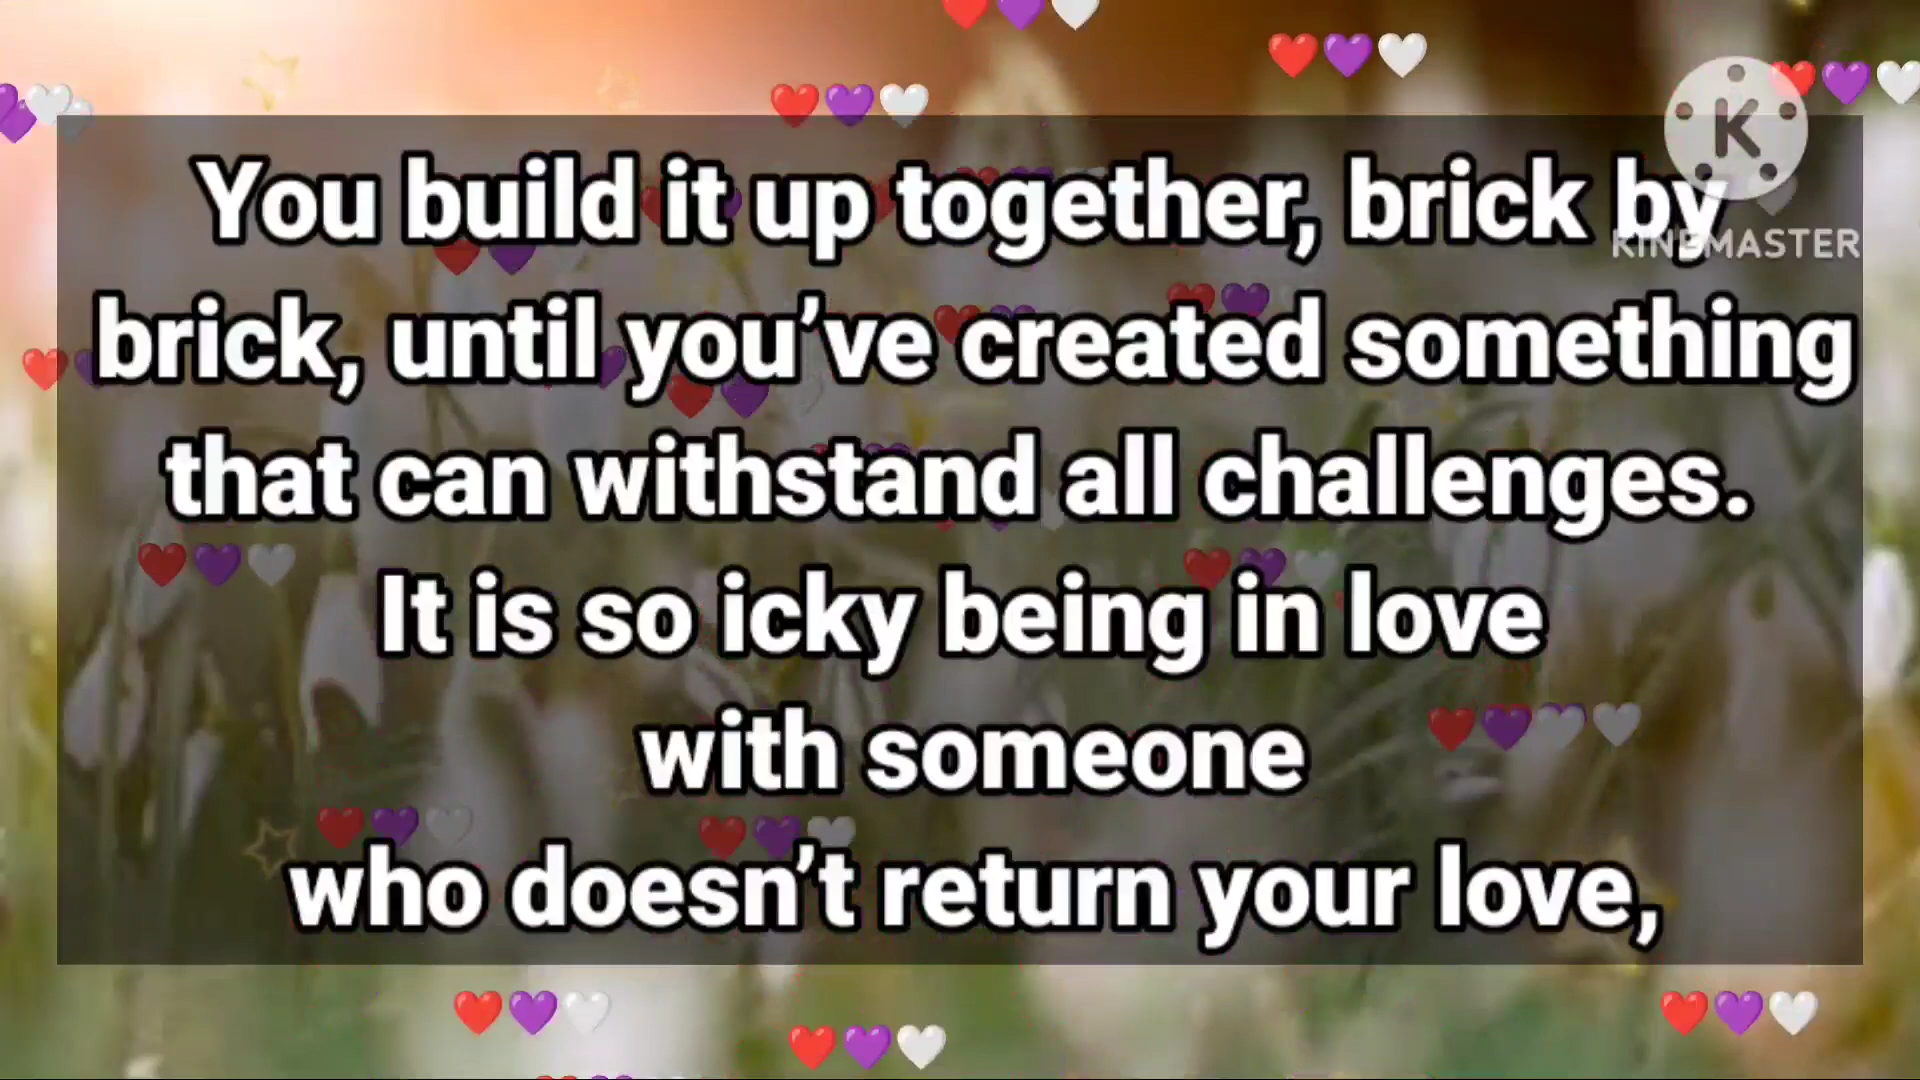 You build it up together, brick by
brick, until you’ve created something
that can withstand all challenges.
It is so icky being in love
with someone
who doesn’t return your love,
K
KINEMASTER